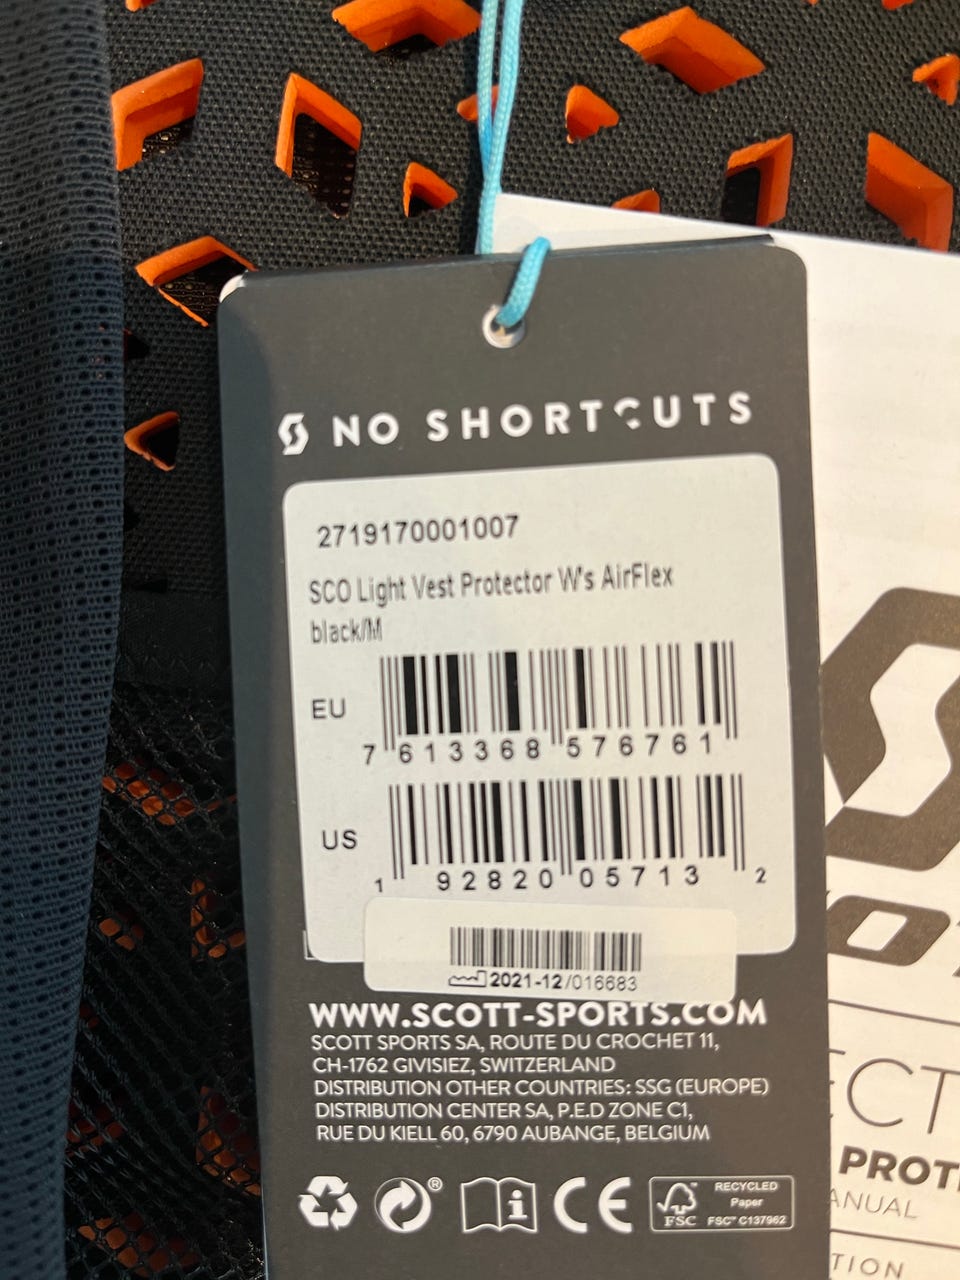 NO SHORTCUTS
2719170001007
SCO Light Vest Protector W's AirFlex
black/M
EU
7 613368 576761
US
1 92820 05713 2
2021-12/016683
WWW.SCOTT-SPORTS.COM
SCOTT SPORTS SA, ROUTE DU CROCHET 11,
CH-1762 GIVISIEZ, SWITZERLAND
DISTRIBUTION OTHER COUNTRIES: SSG (EUROPE)
DISTRIBUTION CENTER SA, P.E.D ZONE C1,
RUE DU KIELL 60, 6790 AUBANGE, BELGIUM
®
i
CE
FSC
RECYCLED
Paper
FSC™ C137962
ECT
PROT
ANUAL
TION